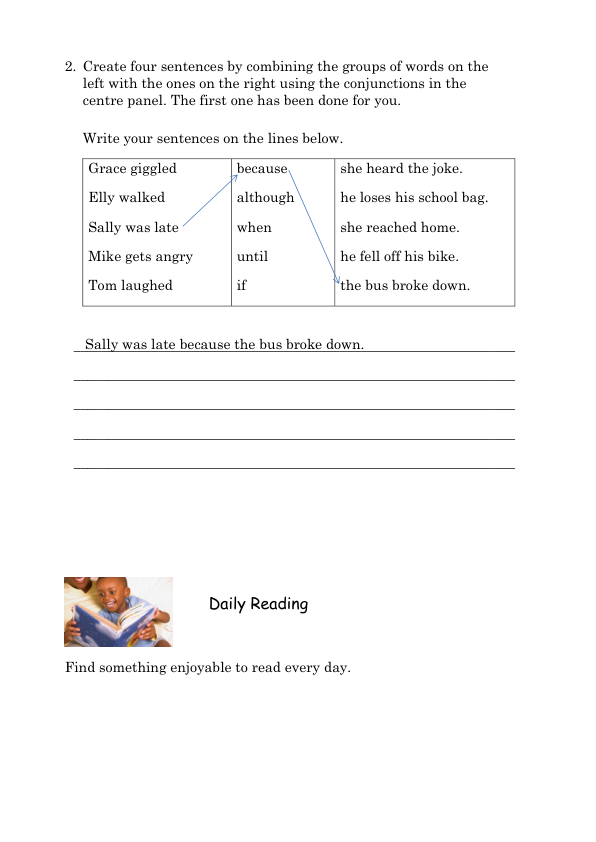 2. Create four sentences by combining the groups of words on the
left with the ones on the right using the conjunctions in the
centre panel. The first one has been done for you.
Write your sentences on the lines below.
Grace giggled because she heard the joke.
Elly walked although he loses his school bag.
Sally was late when she reached home.
Mike gets angry until he fell off his bike.
Tom laughed if the bus broke down.
Sally was late because the bus broke down.
Daily Reading
Find something enjoyable to read every day.